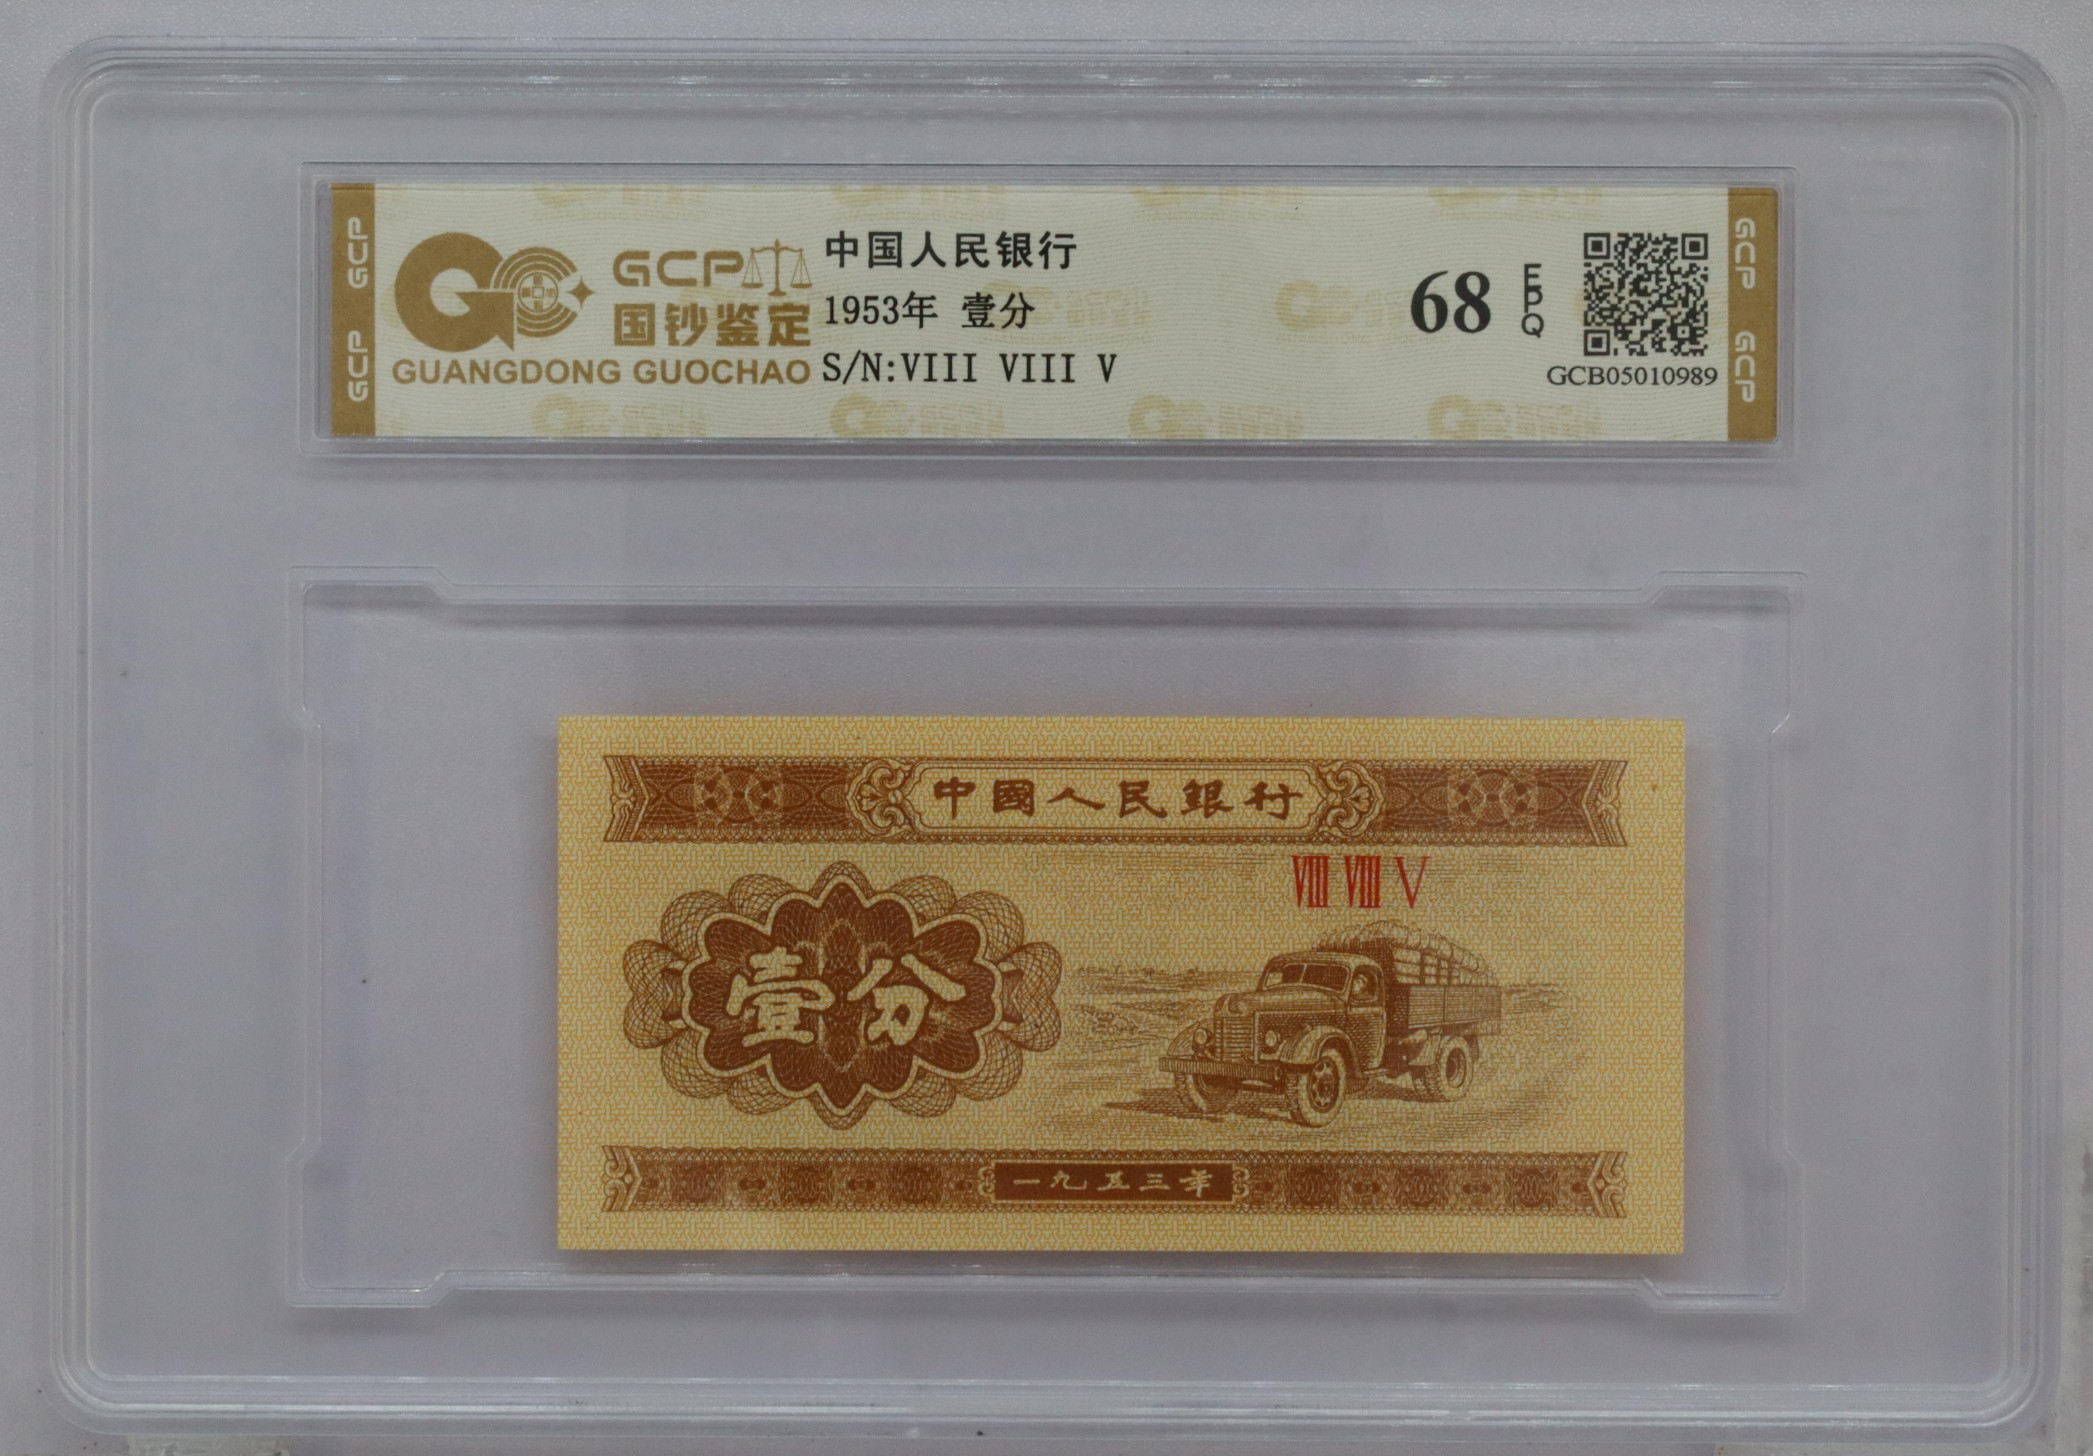 GCP
GCP
GCP
国钞鉴定
GUANGDONG GUOCHAO
中国人民银行
1953年 壹分
S/N:VIII VIII V
68
EPQ
GCB05010989
GCP
GCP
中國人民銀行
VIII VIII V
壹分
一九五三年